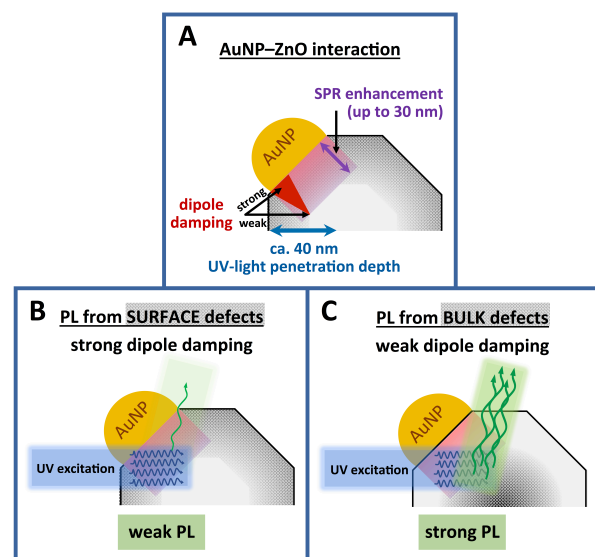 A
AuNP–ZnO interaction
SPR enhancement
(up to 30 nm)
AuNP
strong
dipole
damping
weak
ca. 40 nm
UV-light penetration depth
B
PL from SURFACE defects
strong dipole damping
AuNP
UV excitation
weak PL
C
PL from BULK defects
weak dipole damping
AuNP
UV excitation
strong PL